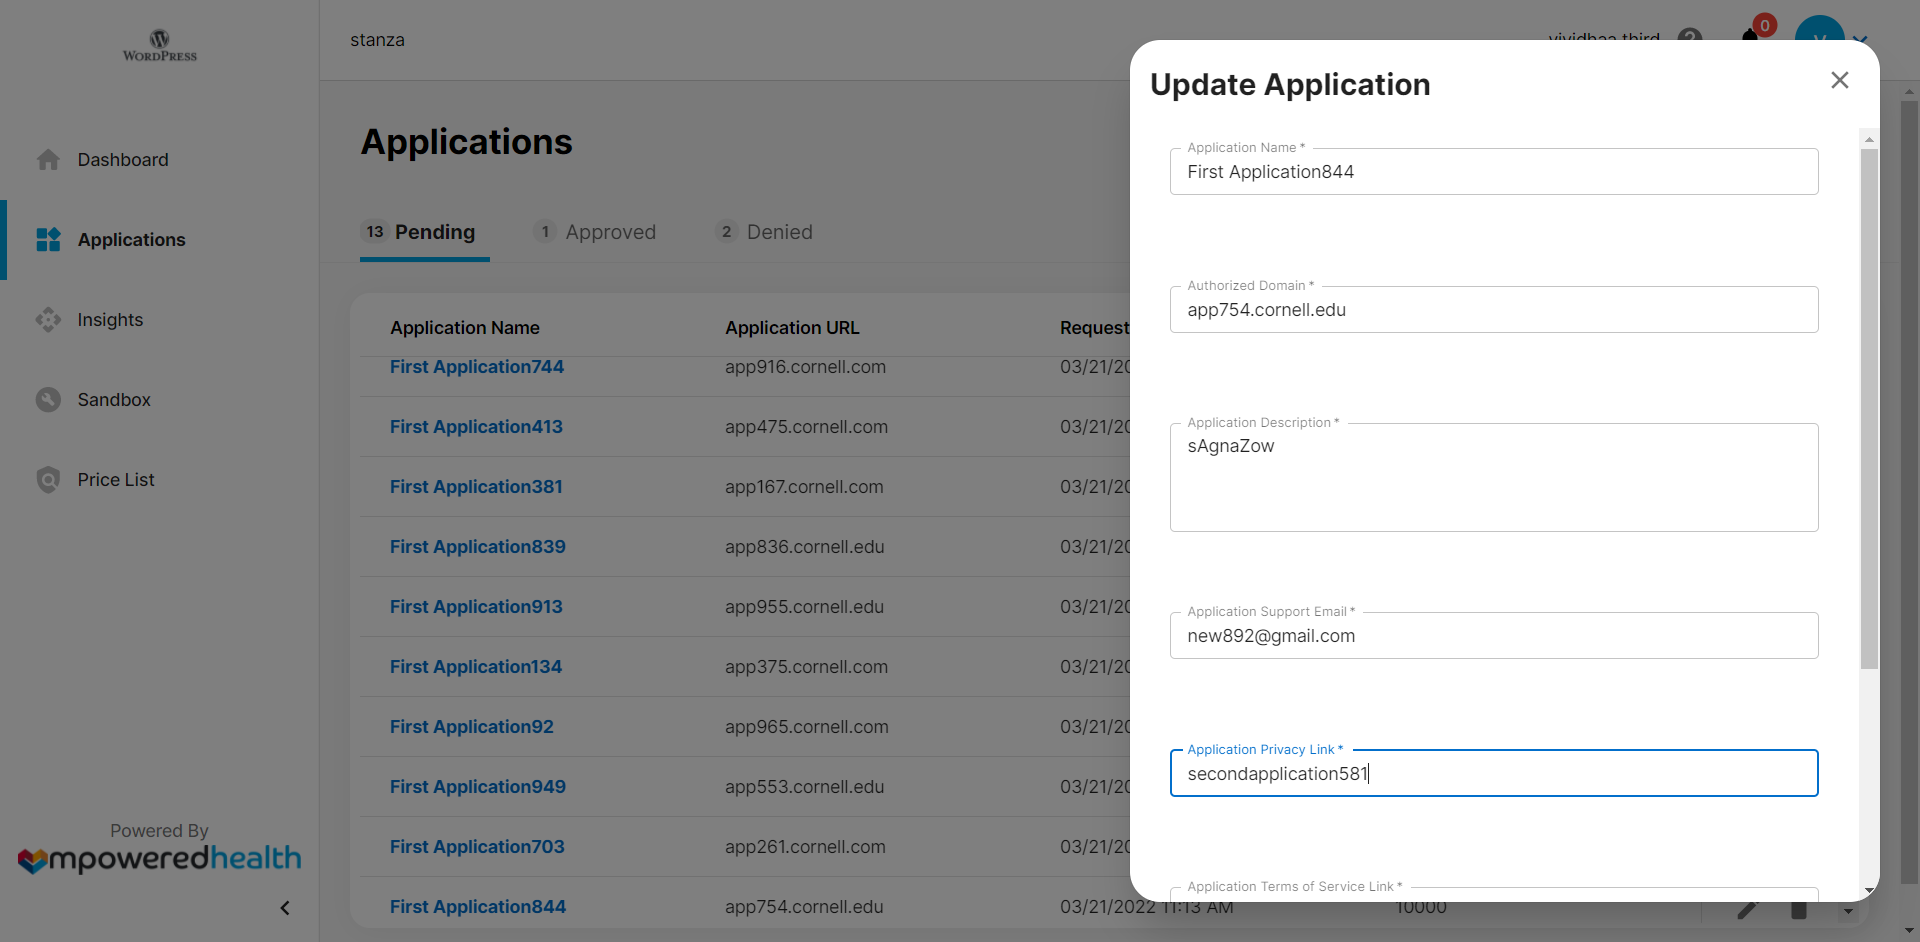 WORDPRESS
stanza
vividhaa third
?
0
V
Dashboard
Applications
Insights
Sandbox
Price List
Powered By
mpoweredhealth
Applications
13 Pending
1 Approved
2 Denied
Application Name Application URL Request
First Application744 app916.cornell.com 03/21/20
First Application413 app475.cornell.com 03/21/20
First Application381 app167.cornell.com 03/21/20
First Application839 app836.cornell.edu 03/21/20
First Application913 app955.cornell.edu 03/21/20
First Application134 app375.cornell.com 03/21/20
First Application92 app965.cornell.com 03/21/20
First Application949 app553.cornell.edu 03/21/20
First Application703 app261.cornell.com 03/21/20
First Application844 app754.cornell.edu 03/21/2022 11:13 AM 10000
Update Application
Application Name *
First Application844
Authorized Domain *
app754.cornell.edu
Application Description *
sAgnaZow
Application Support Email *
new892@gmail.com
Application Privacy Link *
secondapplication581
Application Terms of Service Link *